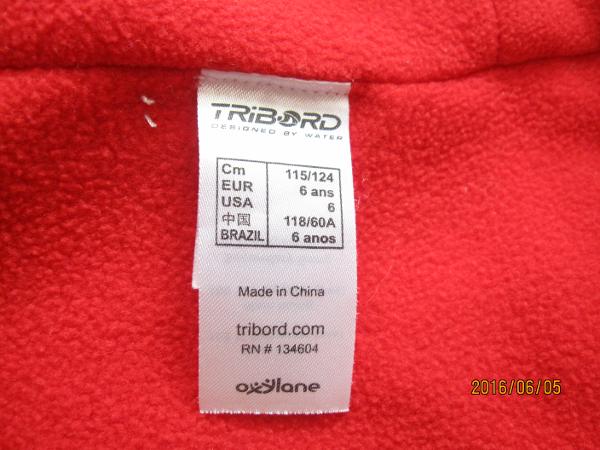 TRIBORD
DESIGNED BY WATER
Cm 115/124
EUR 6 ans
USA 6
中国 118/60A
BRAZIL 6 anos
Made in China
tribord.com
RN # 134604
oxylane
2016/06/05